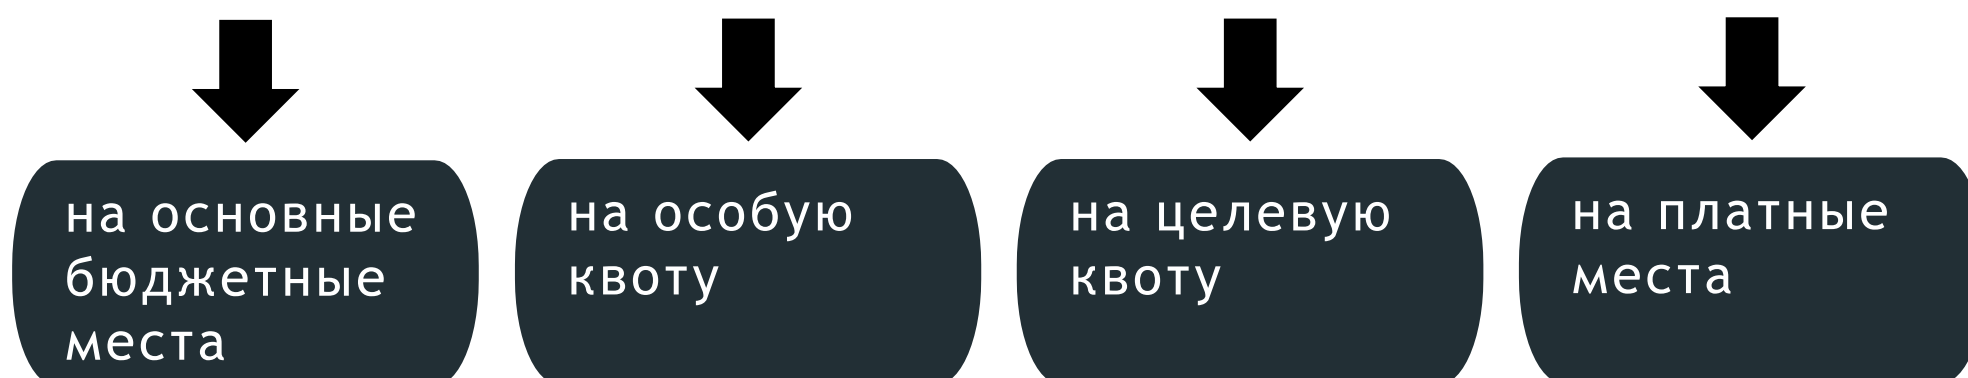 на основные
бюджетные
места
на особую
квоту
на целевую
квоту
на платные
места